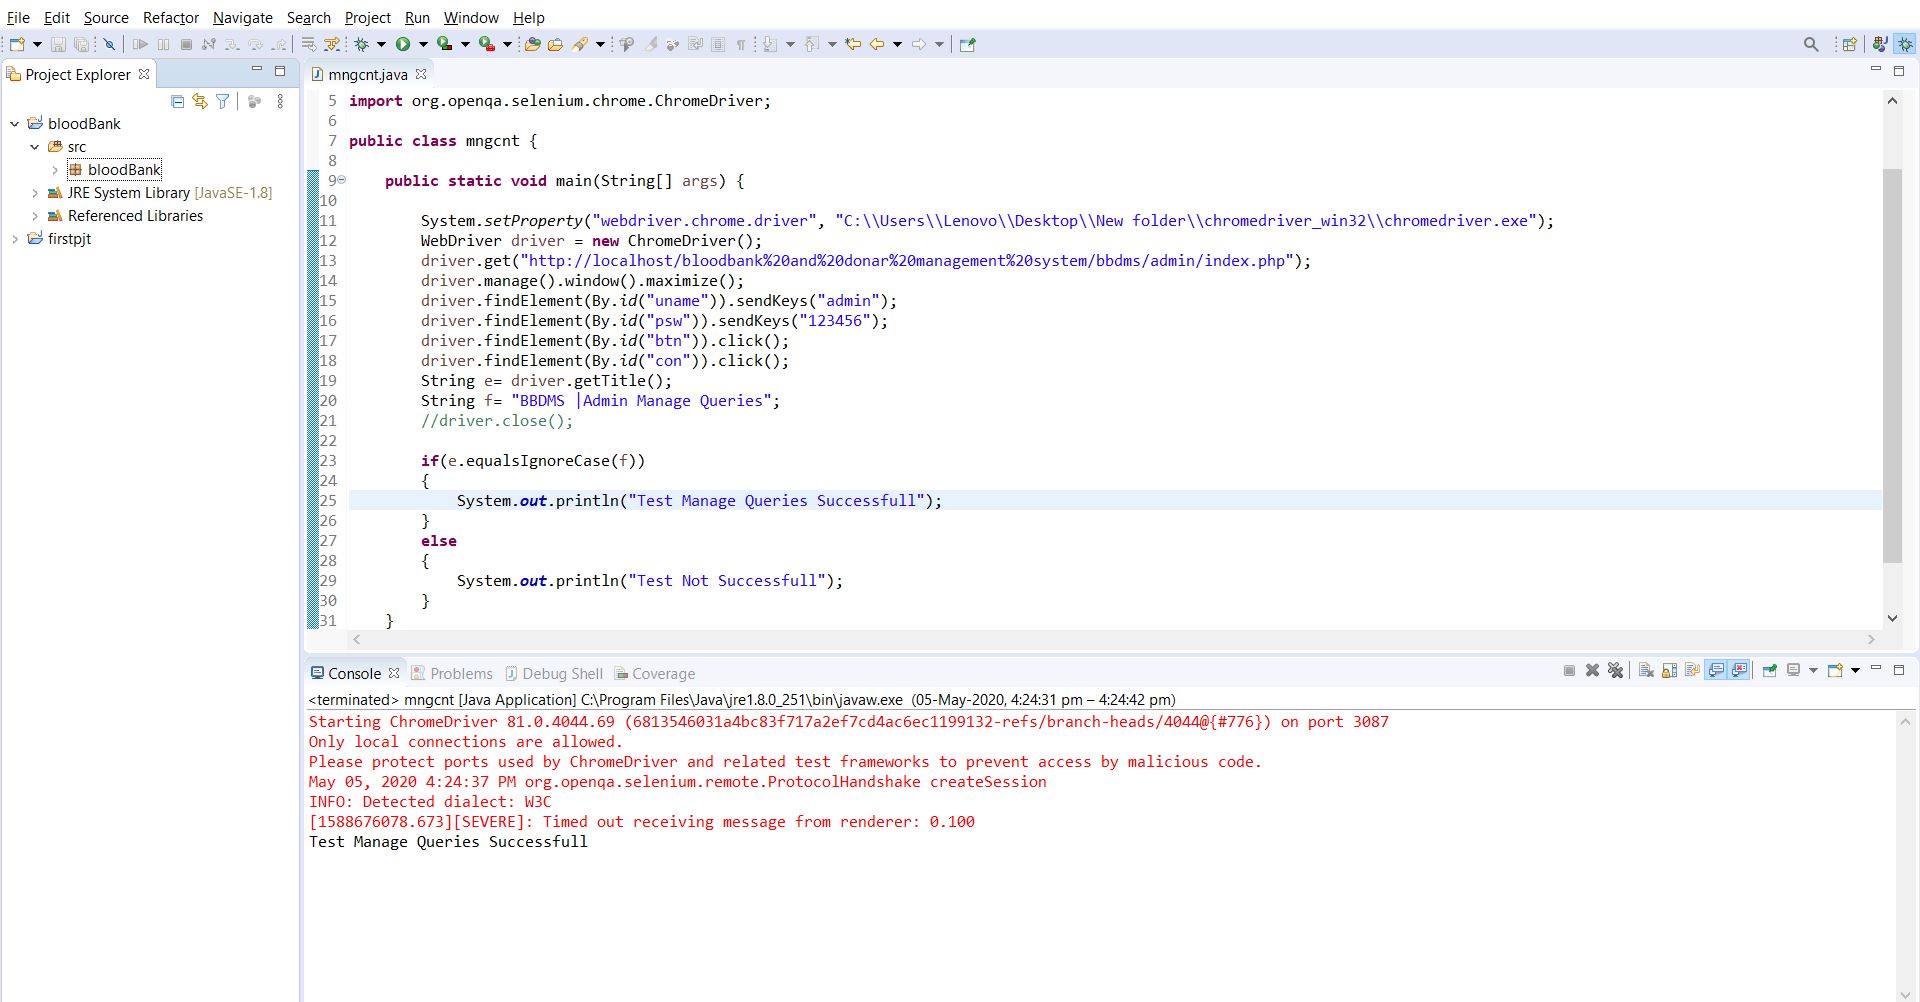 File Edit Source Refactor Navigate Search Project Run Window Help
Project Explorer
bloodBank
src
bloodBank
JRE System Library [JavaSE-1.8]
Referenced Libraries
firstpjt
mngcnt.java
5 import org.openqa.selenium.chrome.ChromeDriver;
6
7 public class mngcnt {
8
9 public static void main(String[] args) {
10
11 System.setProperty("webdriver.chrome.driver", "C:\\Users\\Lenovo\\Desktop\\New folder\\chromedriver_win32\\chromedriver.exe");
12 WebDriver driver = new ChromeDriver();
13 driver.get("http://localhost/bloodbank%20and%20donar%20management%20system/bbdms/admin/index.php");
14 driver.manage().window().maximize();
15 driver.findElement(By.id("uname")).sendKeys("admin");
16 driver.findElement(By.id("psw")).sendKeys("123456");
17 driver.findElement(By.id("btn")).click();
18 driver.findElement(By.id("con")).click();
19 String e= driver.getTitle();
20 String f= "BBDMS |Admin Manage Queries";
21 //driver.close();
22
23 if(e.equalsIgnoreCase(f))
24 {
25 System.out.println("Test Manage Queries Successfull");
26 }
27 else
28 {
29 System.out.println("Test Not Successfull");
30 }
31 }
Console Problems Debug Shell Coverage
<terminated> mngcnt [Java Application] C:\Program Files\Java\jre1.8.0_251\bin\javaw.exe (05-May-2020, 4:24:31 pm – 4:24:42 pm)
Starting ChromeDriver 81.0.4044.69 (6813546031a4bc83f717a2ef7cd4ac6ec1199132-refs/branch-heads/4044@{#776}) on port 3087
Only local connections are allowed.
Please protect ports used by ChromeDriver and related test frameworks to prevent access by malicious code.
May 05, 2020 4:24:37 PM org.openqa.selenium.remote.ProtocolHandshake createSession
INFO: Detected dialect: W3C
[1588676078.673][SEVERE]: Timed out receiving message from renderer: 0.100
Test Manage Queries Successfull